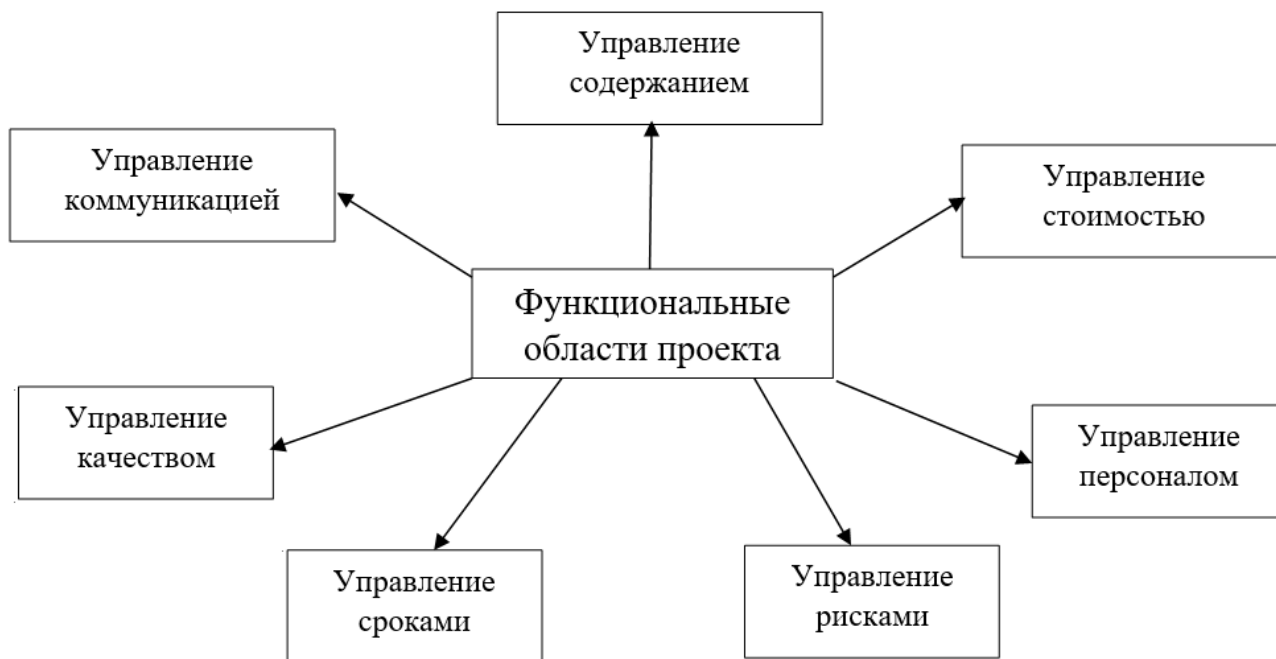 Управление
содержанием
Управление
коммуникацией
Управление
стоимостью
Функциональные
области проекта
Управление
качеством
Управление
персоналом
Управление
сроками
Управление
рисками